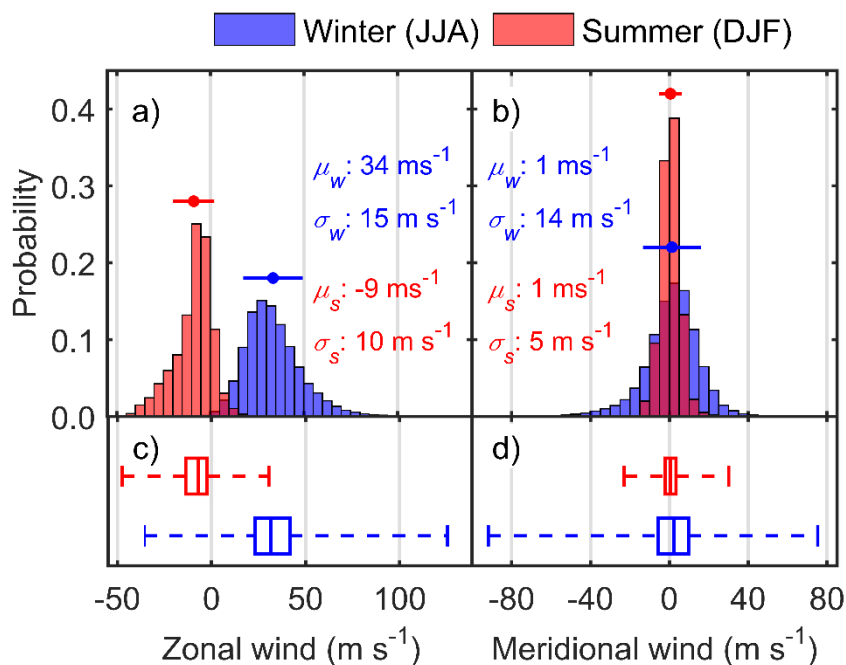 Winter (JJA) Summer (DJF)
a)
b)
0.4
0.3
0.2
0.1
0.0
Probability
μw: 34 ms-1
σw: 15 m s-1
μs: -9 ms-1
σs: 10 m s-1
μw: 1 ms-1
σw: 14 m s-1
μs: 1 ms-1
σs: 5 m s-1
c)
d)
-50 0 50 100
-80 -40 0 40 80
Zonal wind (m s-1)
Meridional wind (m s-1)